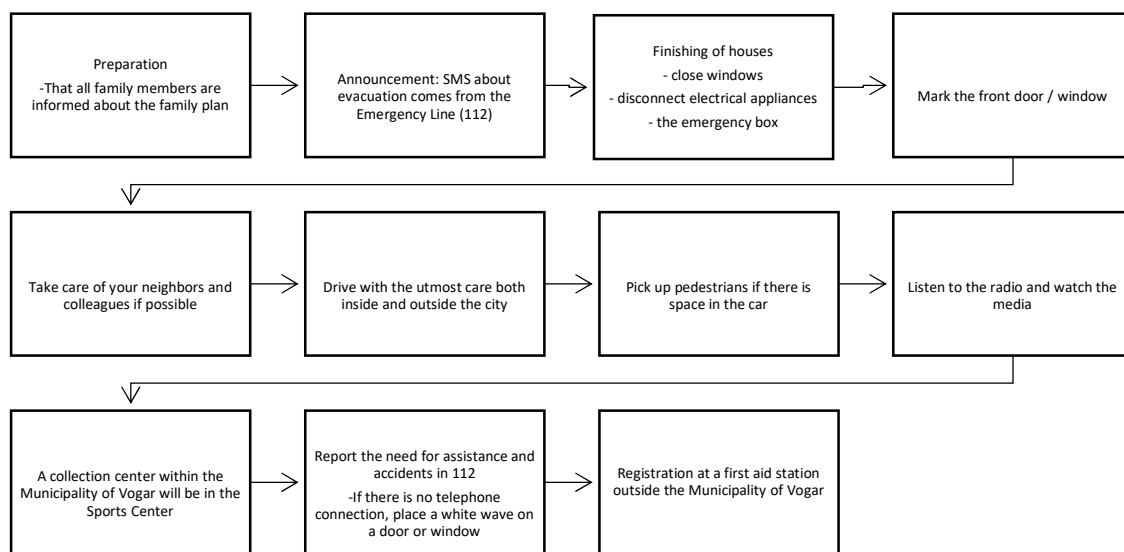 Preparation
-That all family members are
informed about the family plan
Announcement: SMS about
evacuation comes from the
Emergency Line (112)
Finishing of houses
- close windows
- disconnect electrical appliances
- the emergency box
Mark the front door / window
Take care of your neighbors and
colleagues if possible
Drive with the utmost care both
inside and outside the city
Pick up pedestrians if there is
space in the car
Listen to the radio and watch the
media
A collection center within the
Municipality of Vogar will be in the
Sports Center
Report the need for assistance and
accidents in 112
-If there is no telephone
connection, place a white wave on
a door or window
Registration at a first aid station
outside the Municipality of Vogar